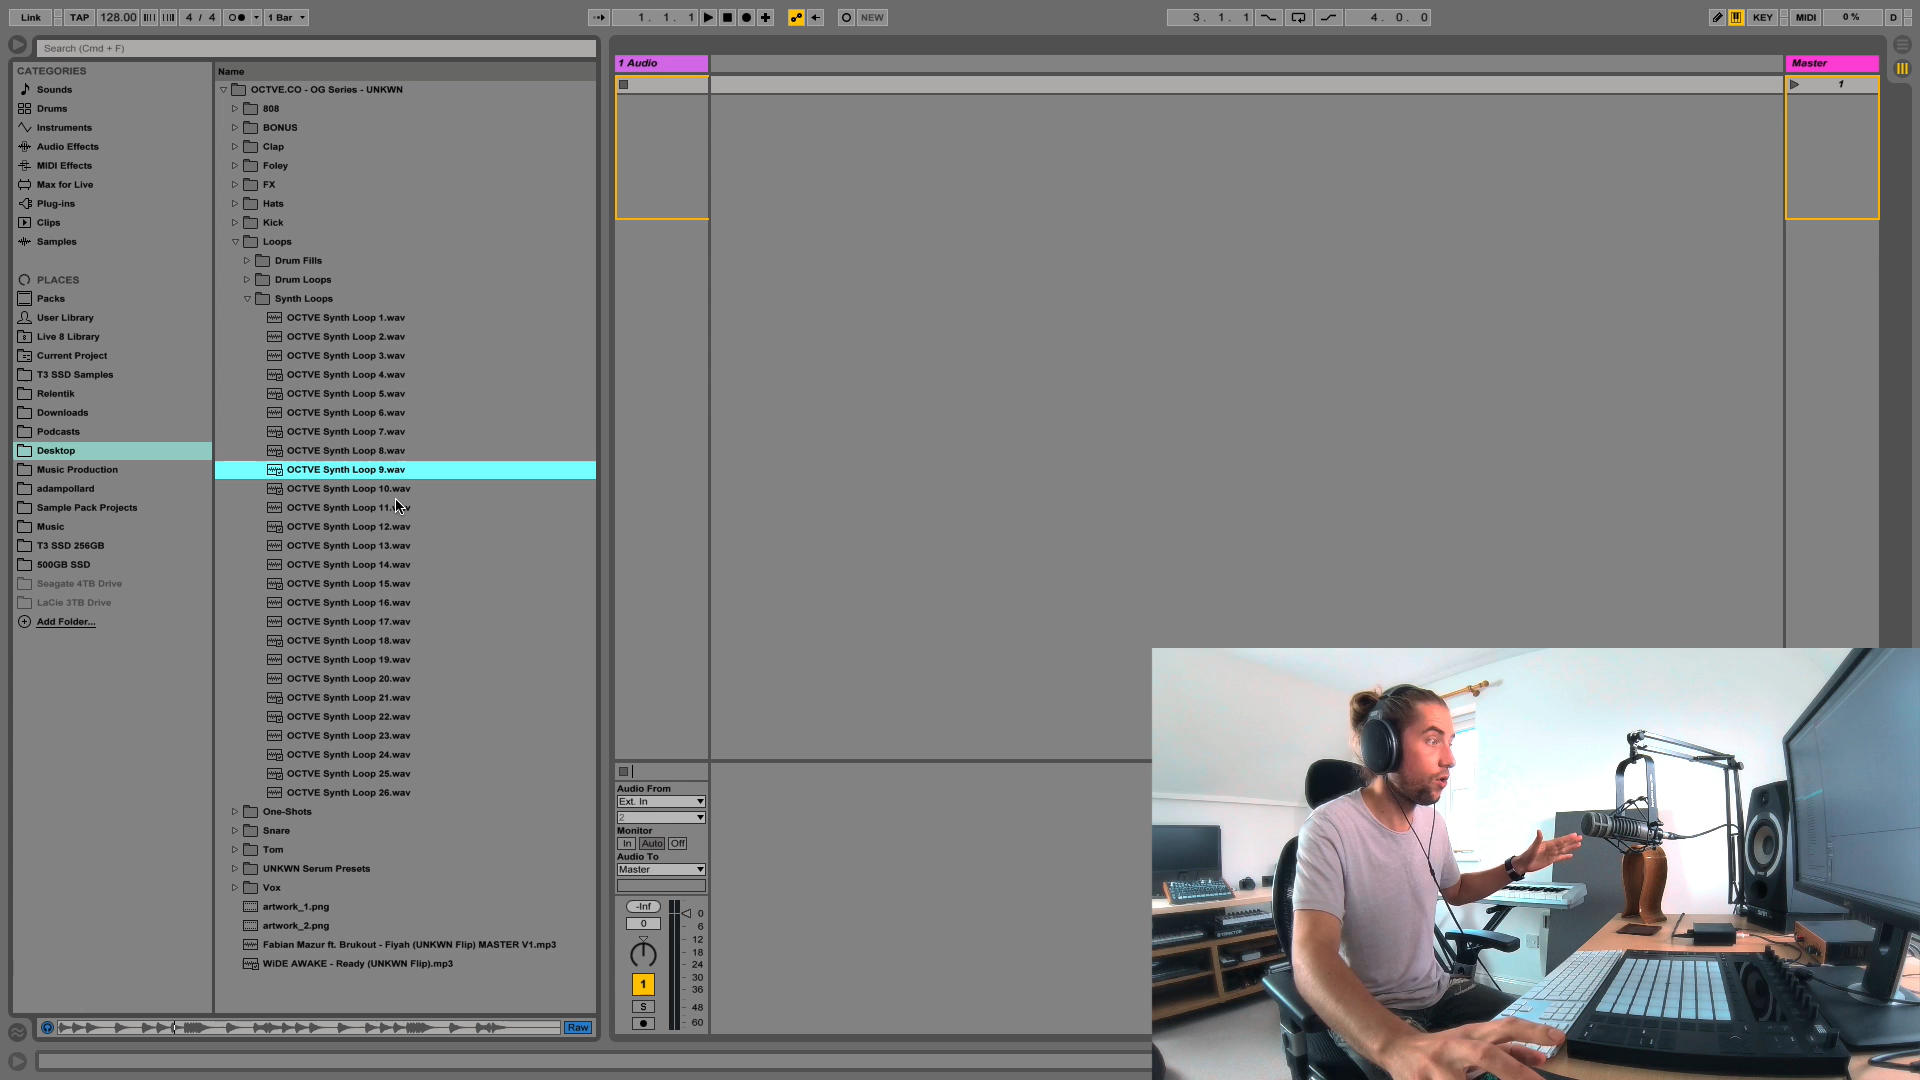 Link
TAP
128.00
4 / 4
1 Bar
1. 1. 1
NEW
3. 1. 1
4. 0. 0
KEY
MIDI
0 %
D
Search (Cmd + F)
CATEGORIES
Sounds
Drums
Instruments
Audio Effects
MIDI Effects
Max for Live
Plug-ins
Clips
Samples
PLACES
Packs
User Library
Live 8 Library
Current Project
T3 SSD Samples
Relentik
Downloads
Podcasts
Desktop
Music Production
adampollard
Sample Pack Projects
Music
T3 SSD 256GB
500GB SSD
Seagate 4TB Drive
LaCie 3TB Drive
Add Folder...
Name
OCTVE.CO - OG Series - UNKWN
808
BONUS
Clap
Foley
FX
Hats
Kick
Loops
Drum Fills
Drum Loops
Synth Loops
OCTVE Synth Loop 1.wav
OCTVE Synth Loop 2.wav
OCTVE Synth Loop 3.wav
OCTVE Synth Loop 4.wav
OCTVE Synth Loop 5.wav
OCTVE Synth Loop 6.wav
OCTVE Synth Loop 7.wav
OCTVE Synth Loop 8.wav
OCTVE Synth Loop 9.wav
OCTVE Synth Loop 10.wav
OCTVE Synth Loop 11.wav
OCTVE Synth Loop 12.wav
OCTVE Synth Loop 13.wav
OCTVE Synth Loop 14.wav
OCTVE Synth Loop 15.wav
OCTVE Synth Loop 16.wav
OCTVE Synth Loop 17.wav
OCTVE Synth Loop 18.wav
OCTVE Synth Loop 19.wav
OCTVE Synth Loop 20.wav
OCTVE Synth Loop 21.wav
OCTVE Synth Loop 22.wav
OCTVE Synth Loop 23.wav
OCTVE Synth Loop 24.wav
OCTVE Synth Loop 25.wav
OCTVE Synth Loop 26.wav
One-Shots
Snare
Tom
UNKWN Serum Presets
Vox
artwork_1.png
artwork_2.png
Fabian Mazur ft. Brukout - Fiyah (UNKWN Flip) MASTER V1.mp3
WiDE AWAKE - Ready (UNKWN Flip).mp3
Raw
1 Audio
Master
1
Audio From
Ext. In
2
Monitor
In Auto Off
Audio To
Master
-Inf
0
1
S
0
6
12
18
24
30
36
48
60